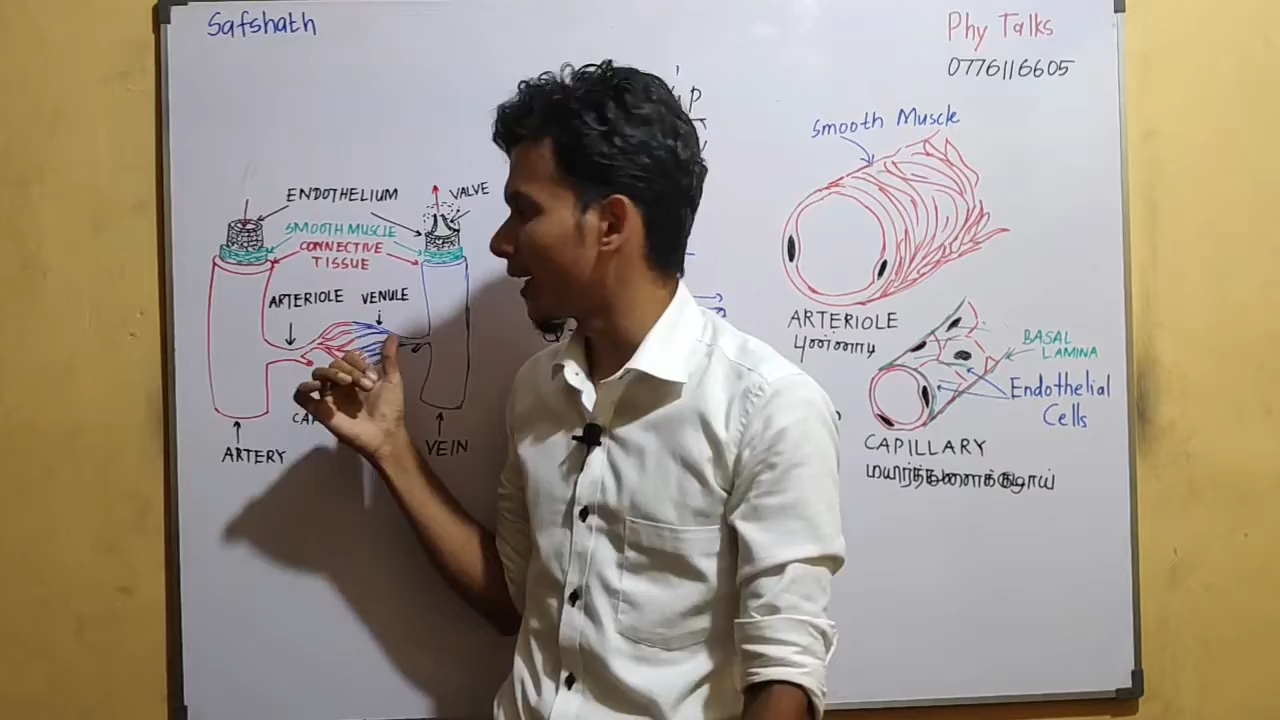 Safshath
Phy Talks
0776116605
ENDOTHELIUM
VALVE
SMOOTH MUSCLE
CONNECTIVE
TISSUE
ARTERIOLE
VENULE
ARTERY
VEIN
Smooth Muscle
ARTERIOLE
புன்னாடி
BASAL
LAMINA
Endothelial
Cells
CAPILLARY